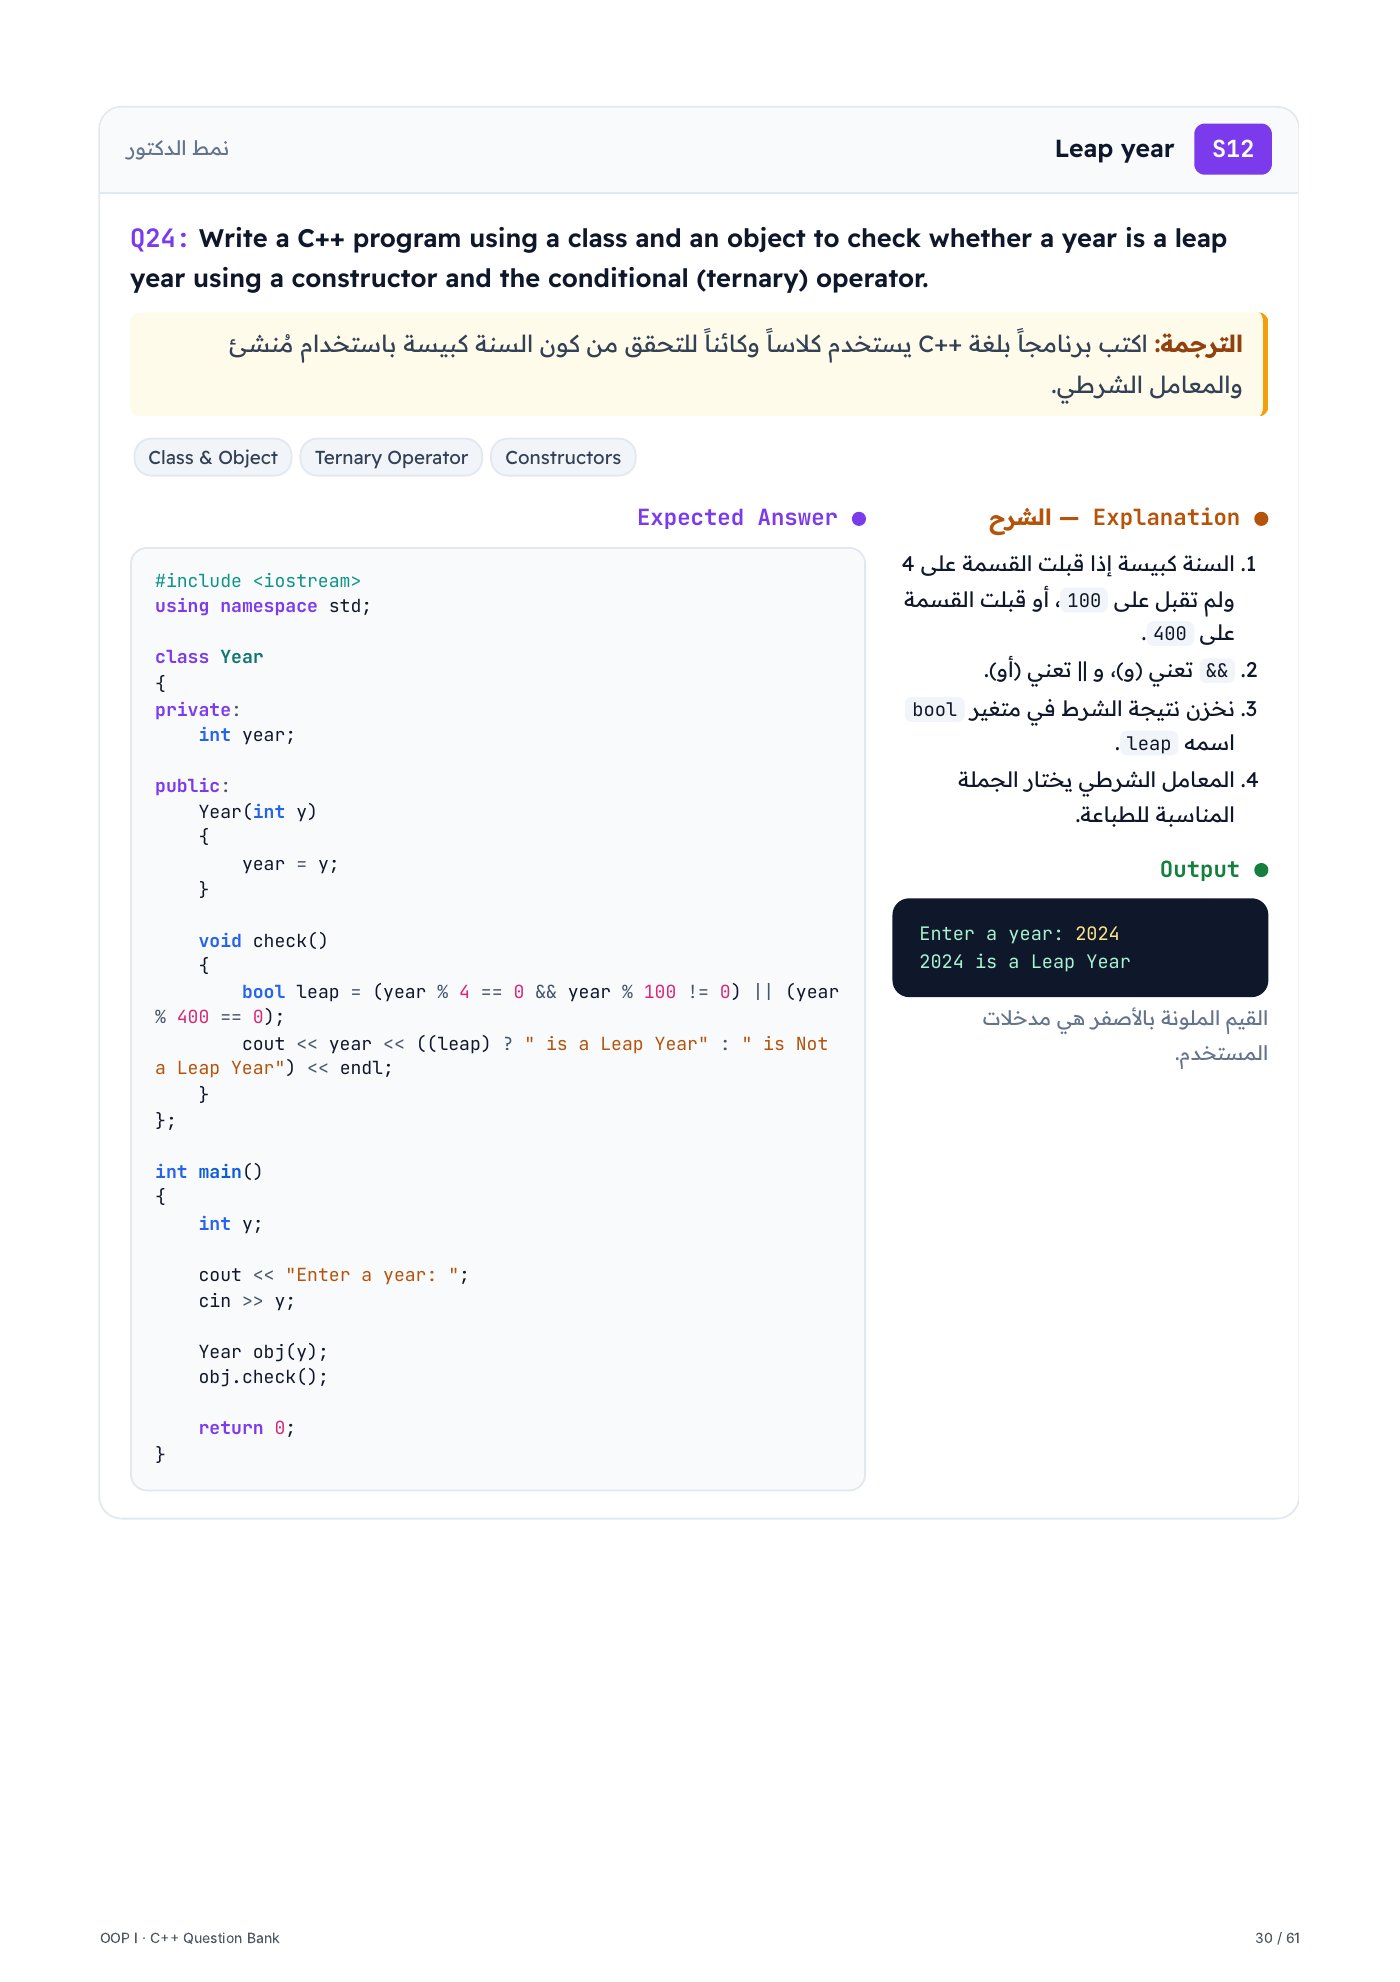 S12 Leap year نمط الدكتور
Q24: Write a C++ program using a class and an object to check whether a year is a leap
year using a constructor and the conditional (ternary) operator.
الترجمة: اكتب برنامجاً بلغة C++ يستخدم كلاساً وكائناً للتحقق من كون السنة كبيسة باستخدام مُنشئ
والمعامل الشرطي.
Class & Object Ternary Operator Constructors
Expected Answer
#include <iostream>
using namespace std;

class Year
{
private:
    int year;

public:
    Year(int y)
    {
        year = y;
    }

    void check()
    {
        bool leap = (year % 4 == 0 && year % 100 != 0) || (year
% 400 == 0);
        cout << year << ((leap) ? " is a Leap Year" : " is Not
a Leap Year") << endl;
    }
};

int main()
{
    int y;

    cout << "Enter a year: ";
    cin >> y;

    Year obj(y);
    obj.check();

    return 0;
}
Explanation — الشرح
1. السنة كبيسة إذا قبلت القسمة على 4
ولم تقبل على 100، أو قبلت القسمة
على 400.
2. && تعني (و)، و || تعني (أو).
3. نخزن نتيجة الشرط في متغير bool
اسمه leap.
4. المعامل الشرطي يختار الجملة
المناسبة للطباعة.
Output
Enter a year: 2024
2024 is a Leap Year
القيم الملونة بالأصفر هي مدخلات
المستخدم.
OOP I · C++ Question Bank
30 / 61